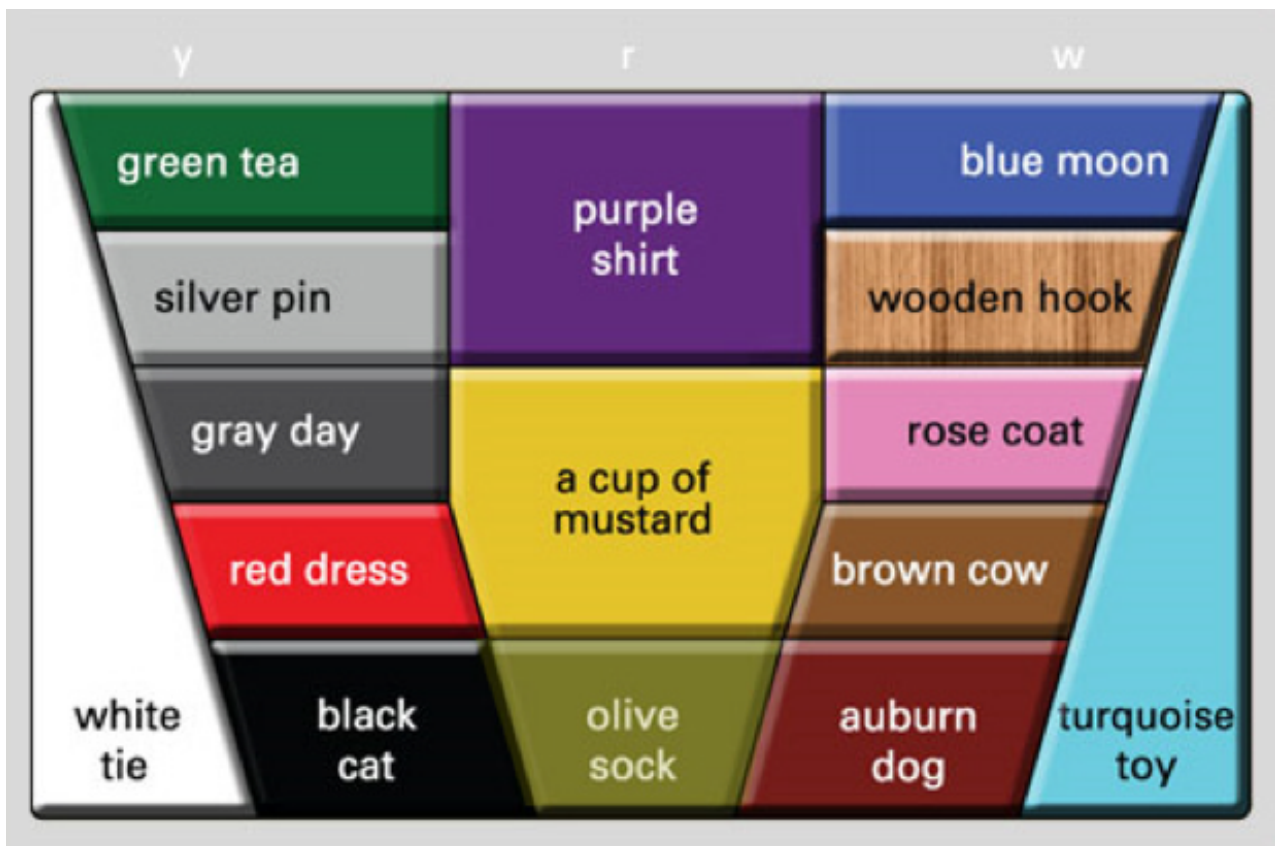 y r w
green tea
purple
shirt
blue moon
silver pin
wooden hook
gray day
a cup of
mustard
rose coat
red dress
brown cow
white
tie
black
cat
olive
sock
auburn
dog
turquoise
toy